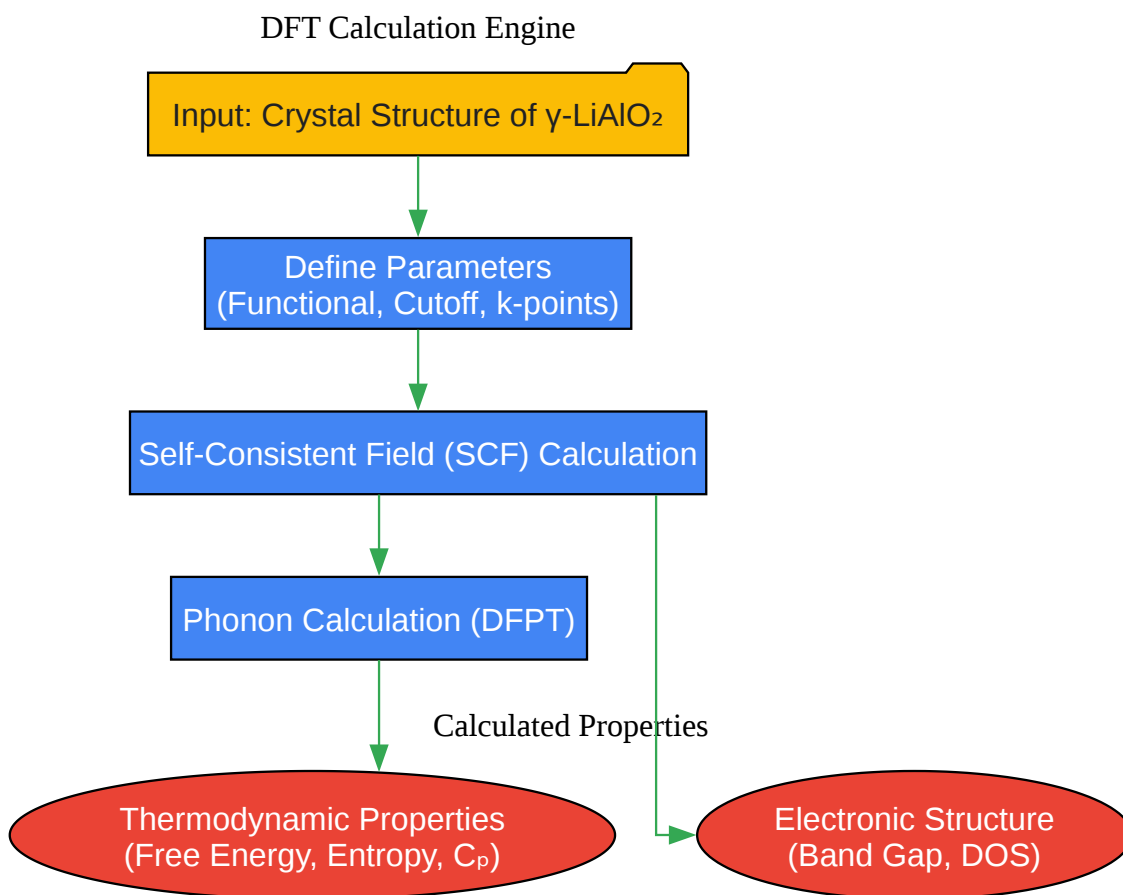 DFT Calculation Engine
Input: Crystal Structure of γ-LiAlO₂
Define Parameters
(Functional, Cutoff, k-points)
Self-Consistent Field (SCF) Calculation
Phonon Calculation (DFPT)
Calculated Properties
Thermodynamic Properties
(Free Energy, Entropy, Cₚ)
Electronic Structure
(Band Gap, DOS)